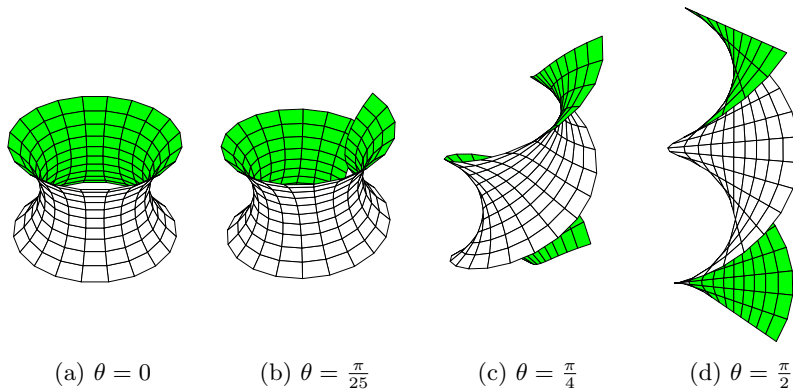 (a) θ = 0 (b) θ = π/25 (c) θ = π/4 (d) θ = π/2